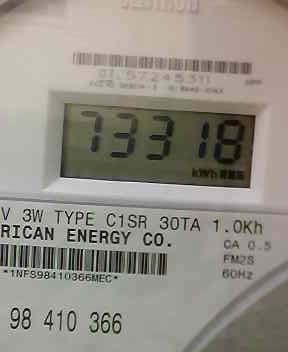 57245311
73318
kWh
V 3W TYPE C1SR 30TA 1.0Kh
RICAN ENERGY CO.
CA 0.5
FM2S
60Hz
*1NFS98410366MEC*
98 410 366